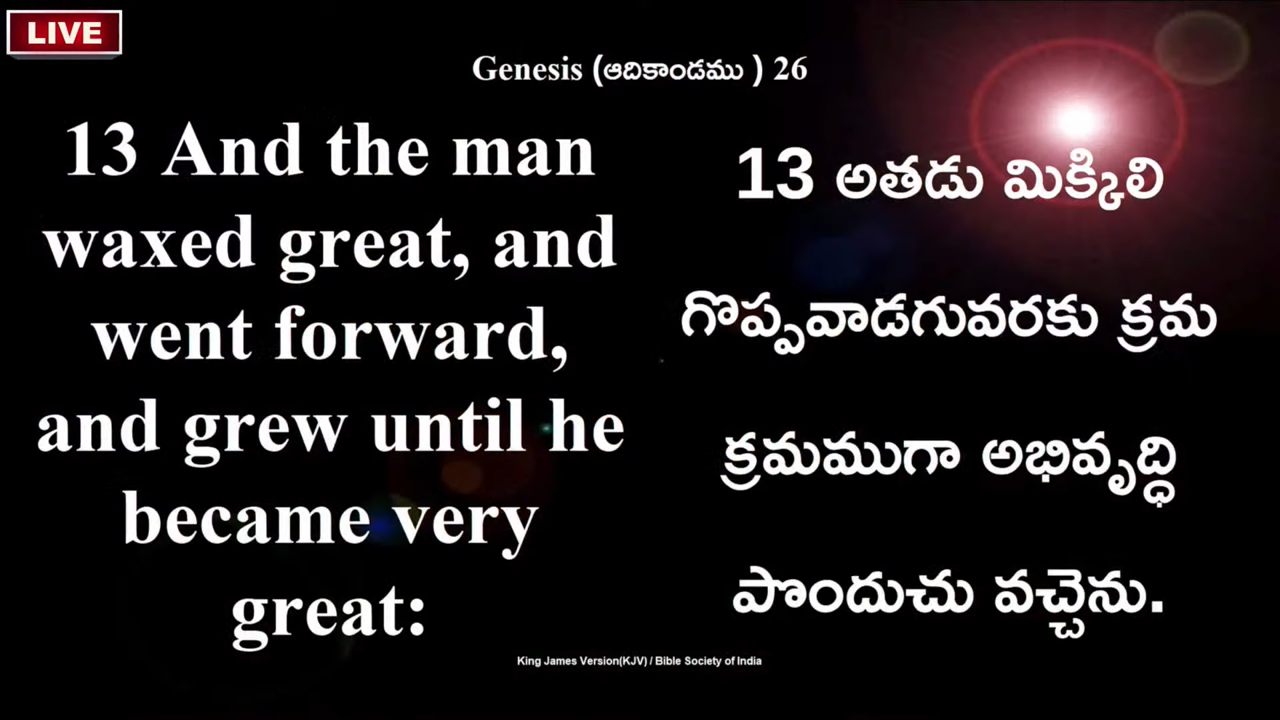 LIVE
Genesis (ఆదికాండము ) 26
13 And the man
waxed great, and
went forward,
and grew until he
became very
great:
13 అతడు మిక్కిలి
గొప్పవాడగువరకు క్రమ
క్రమముగా అభివృద్ధి
పొందుచు వచ్చెను.
King James Version(KJV) / Bible Society of India